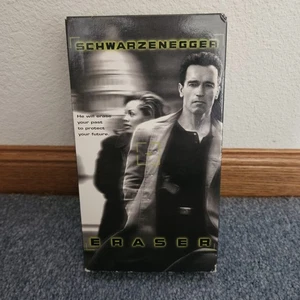 SCHWARZENEGGER
He will erase
your past
to protect
your future.
ERASER